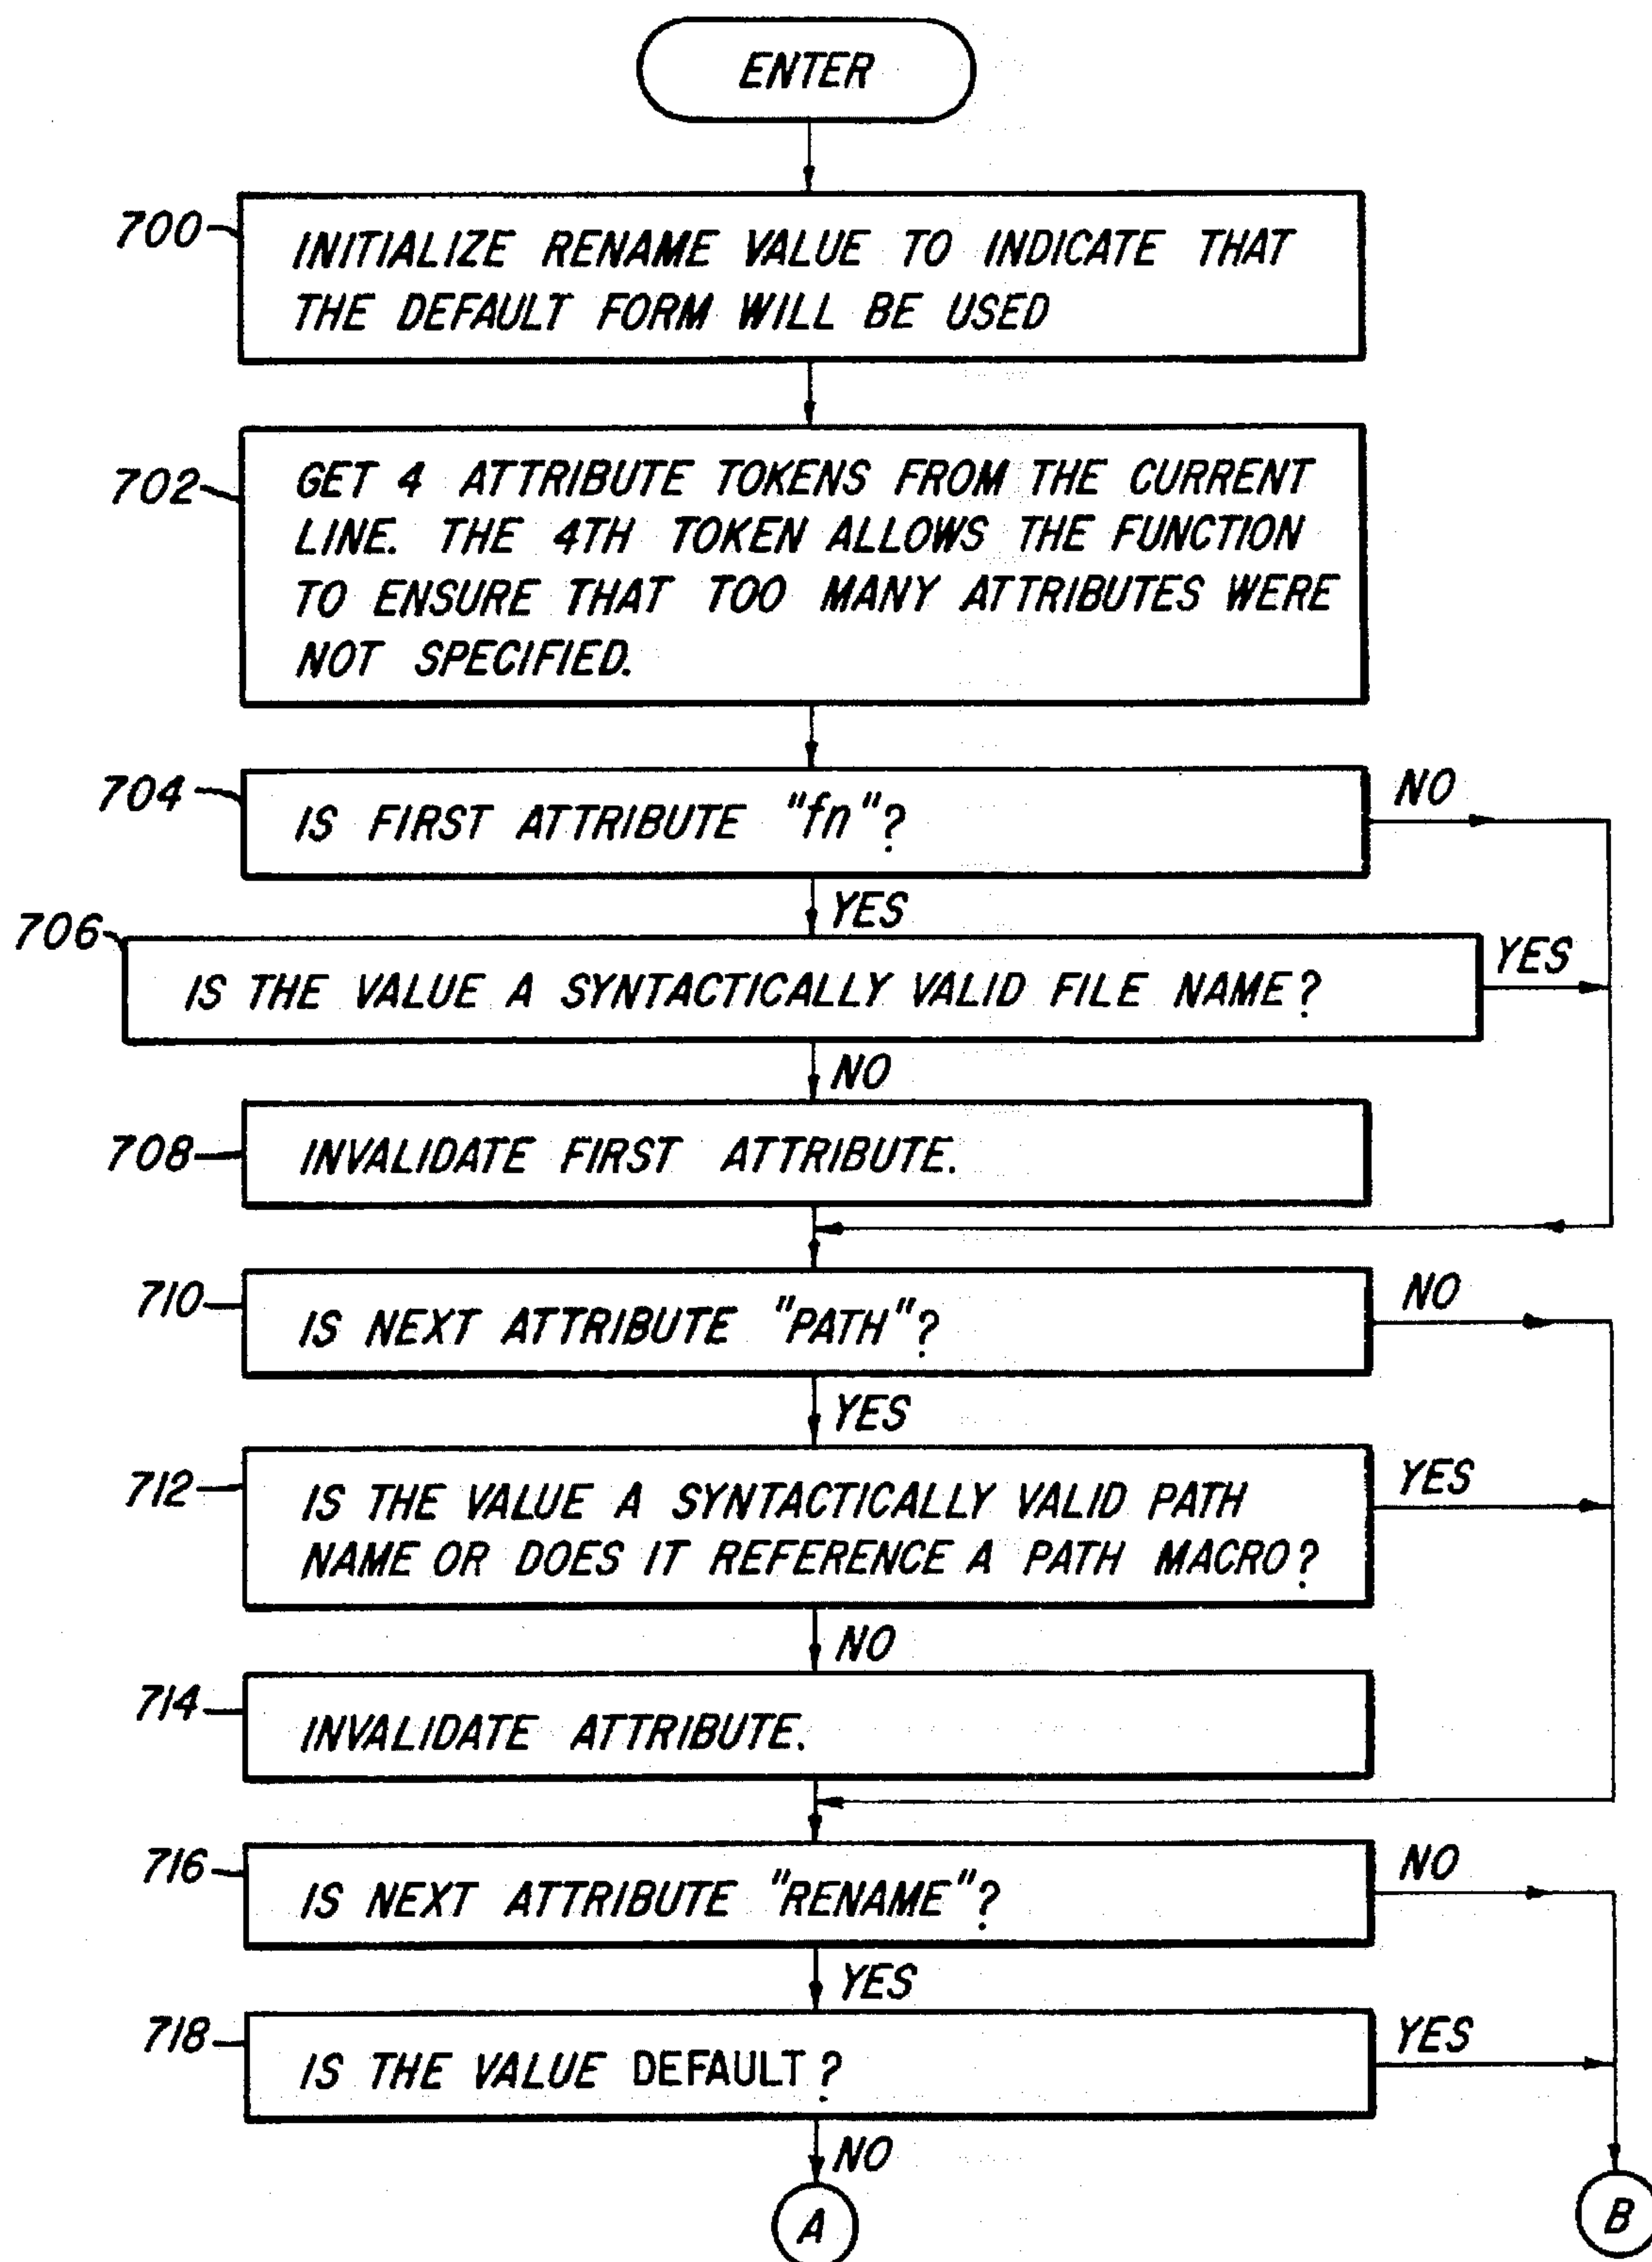 ENTER
700
INITIALIZE RENAME VALUE TO INDICATE THAT
THE DEFAULT FORM WILL BE USED
702
GET 4 ATTRIBUTE TOKENS FROM THE CURRENT
LINE. THE 4TH TOKEN ALLOWS THE FUNCTION
TO ENSURE THAT TOO MANY ATTRIBUTES WERE
NOT SPECIFIED.
704
IS FIRST ATTRIBUTE "fn"?
NO
YES
706
IS THE VALUE A SYNTACTICALLY VALID FILE NAME?
YES
NO
708
INVALIDATE FIRST ATTRIBUTE.
710
IS NEXT ATTRIBUTE "PATH"?
NO
YES
712
IS THE VALUE A SYNTACTICALLY VALID PATH
NAME OR DOES IT REFERENCE A PATH MACRO?
YES
NO
714
INVALIDATE ATTRIBUTE.
716
IS NEXT ATTRIBUTE "RENAME"?
NO
YES
718
IS THE VALUE DEFAULT?
YES
NO
A
B